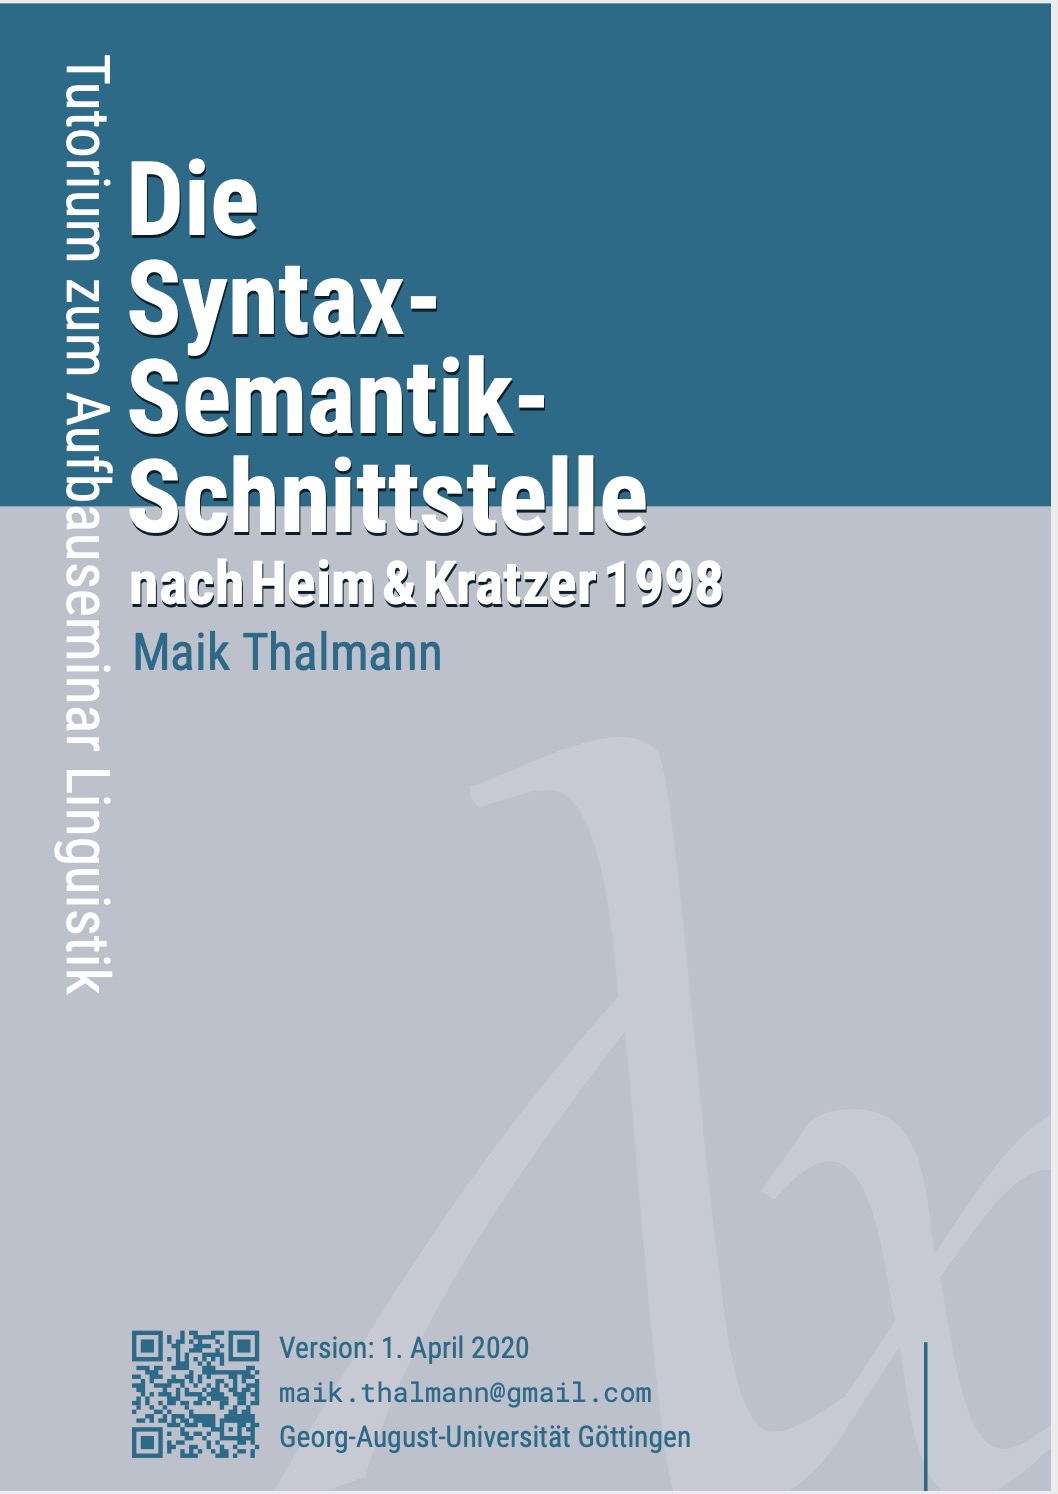 Tutorium zum Aufbauseminar Linguistik
Die
Syntax-
Semantik-
Schnittstelle
nach Heim & Kratzer 1998
Maik Thalmann
λx
Version: 1. April 2020
maik.thalmann@gmail.com
Georg-August-Universität Göttingen